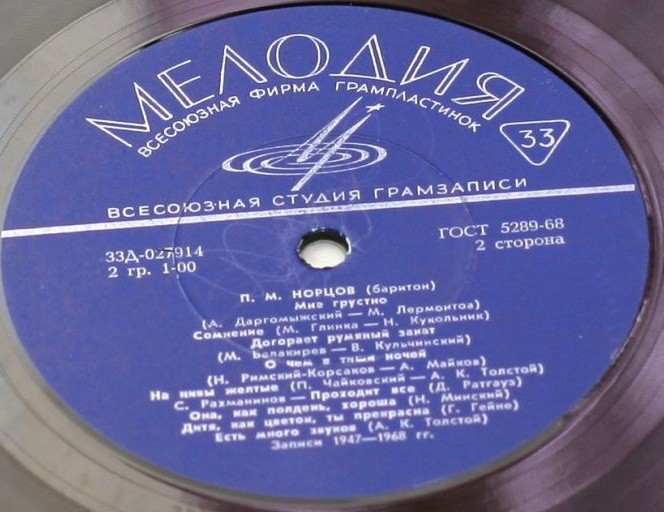 МЕЛОДИЯ
ВСЕСОЮЗНАЯ ФИРМА ГРАМПЛАСТИНОК
33
ВСЕСОЮЗНАЯ СТУДИЯ ГРАМЗАПИСИ
33Д-027914
2 гр. 1-00
ГОСТ 5289-68
2 сторона
П. М. НОРЦОВ (баритон)
Мне грустно
(А. Даргомыжский — М. Лермонтов)
Сомнение (М. Глинка — Н. Кукольник)
Догорает румяный закат
(М. Балакирев — В. Кульчинский)
О чем в тиши ночей
(Н. Римский-Корсаков — А. Майков)
На нивы желтые (П. Чайковский — А. К. Толстой)
С. Рахманинов — Проходит все (Д. Ратгауз)
Она, как полдень, хороша (Н. Минский)
Дитя, как цветок, ты прекрасна (Г. Гейне)
Есть много звуков (А. К. Толстой)
Записи 1947—1968 гг.